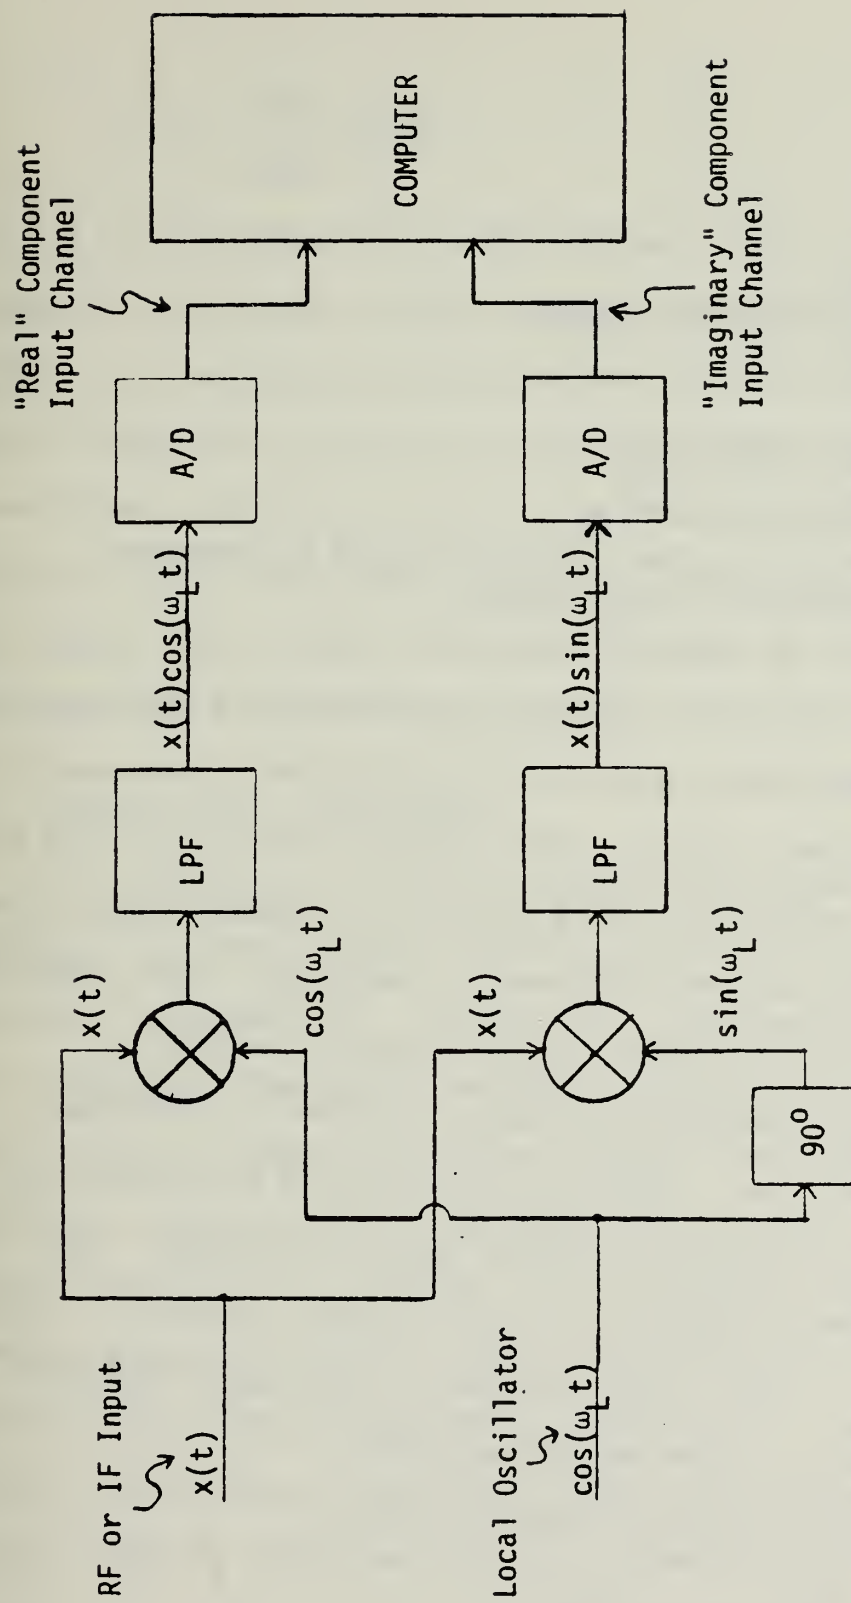 RF or IF Input
x(t)
Local Oscillator
cos(ω_L t)
x(t)
cos(ω_L t)
x(t)
sin(ω_L t)
90⁰
LPF
LPF
x(t)cos(ω_L t)
x(t)sin(ω_L t)
A/D
A/D
"Real" Component
Input Channel
"Imaginary" Component
Input Channel
COMPUTER